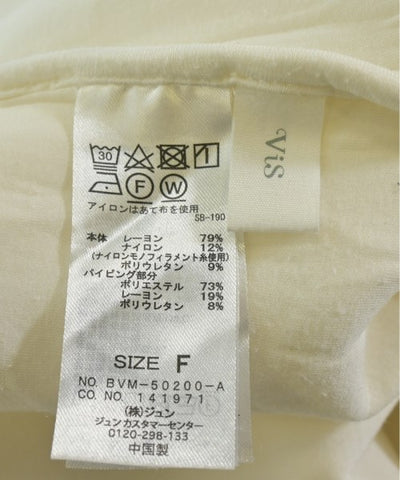 ViS
30
F W
アイロンはあて布を使用
SB-190
本体 レーヨン 79%
ナイロン 12%
(ナイロンモノフィラメント糸使用)
ポリウレタン 9%
パイピング部分
ポリエステル 73%
レーヨン 19%
ポリウレタン 8%
SIZE F
NO. BVM-50200-A
CO. NO. 141971
(株)ジュン
ジュンカスタマーセンター
0120-298-133
中国製